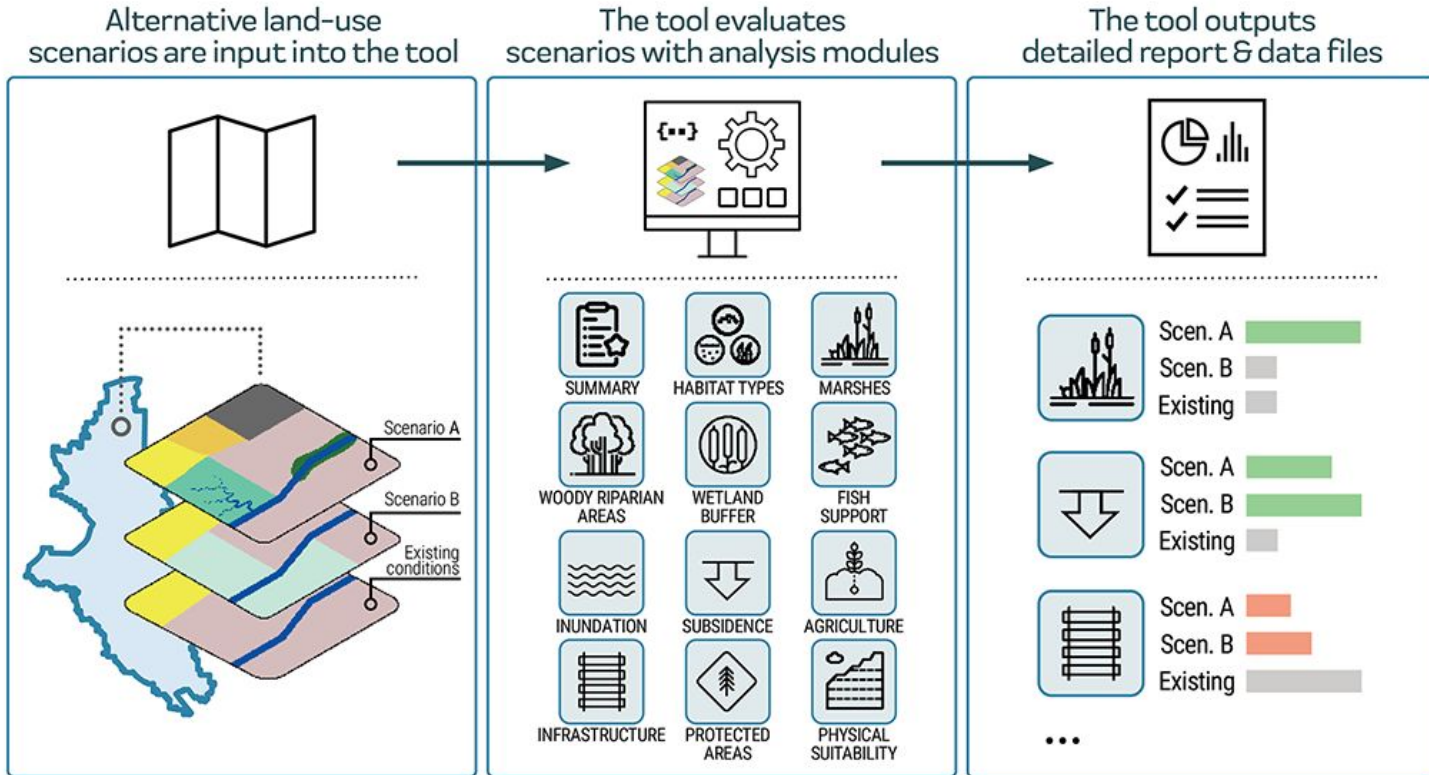 Alternative land-use
scenarios are input into the tool
The tool evaluates
scenarios with analysis modules
The tool outputs
detailed report & data files
Scenario A
Scenario B
Existing
conditions
{••}
SUMMARY
HABITAT TYPES
MARSHES
WOODY RIPARIAN
AREAS
WETLAND
BUFFER
FISH
SUPPORT
INUNDATION
SUBSIDENCE
AGRICULTURE
INFRASTRUCTURE
PROTECTED
AREAS
PHYSICAL
SUITABILITY
Scen. A
Scen. B
Existing
Scen. A
Scen. B
Existing
Scen. A
Scen. B
Existing
...